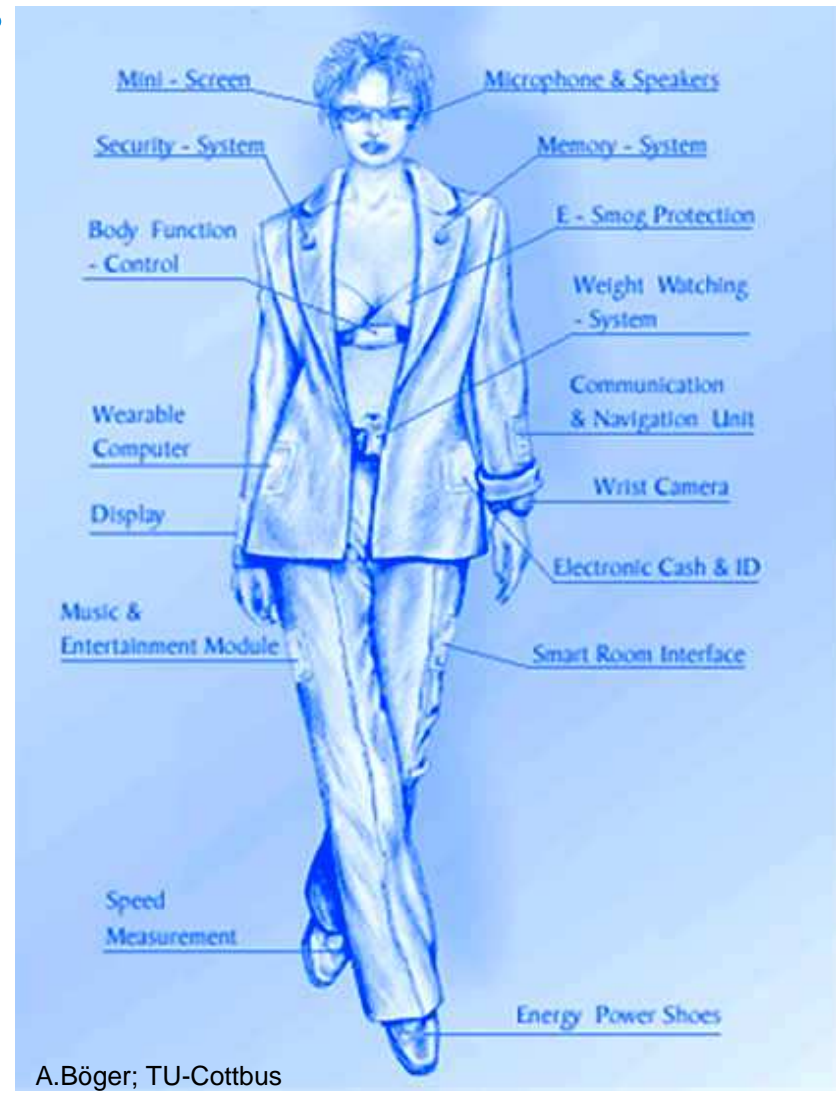 Mini - Screen
Microphone & Speakers
Security - System
Memory - System
Body Function
- Control
E - Smog Protection
Weight Watching
- System
Communication
& Navigation Unit
Wearable
Computer
Display
Wrist Camera
Electronic Cash & ID
Music &
Entertainment Module
Smart Room Interface
Speed
Measurement
Energy Power Shoes
A.Böger; TU-Cottbus